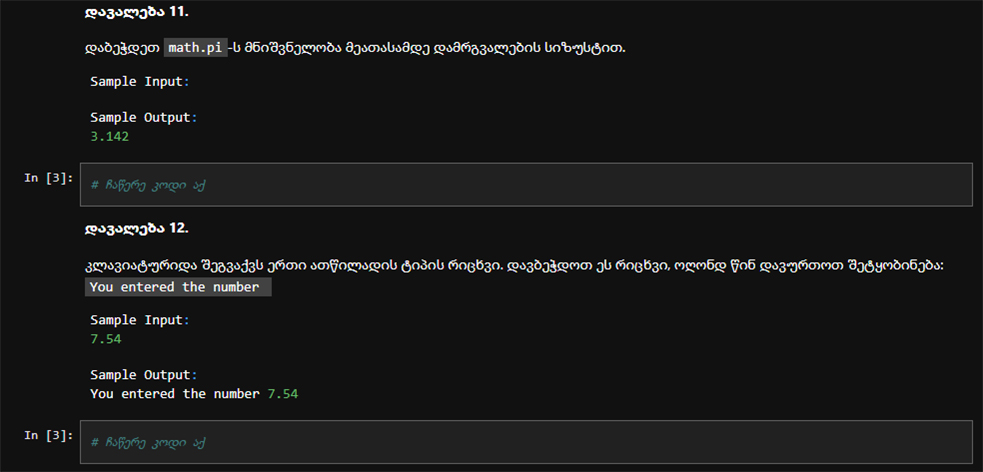 დავალება 11.
დაბეჭდეთ math.pi-ს მნიშვნელობა მეათასამდე დამრგვალების სიზუსტით.
Sample Input:
Sample Output:
3.142
In [3]: # ჩაწერე კოდი აქ
დავალება 12.
კლავიატურიდა შეგვაქვს ერთი ათწილადის ტიპის რიცხვი. დავბეჭდოთ ეს რიცხვი, ოღონდ წინ დავურთოთ შეტყობინება:
You entered the number
Sample Input:
7.54
Sample Output:
You entered the number 7.54
In [3]: # ჩაწერე კოდი აქ